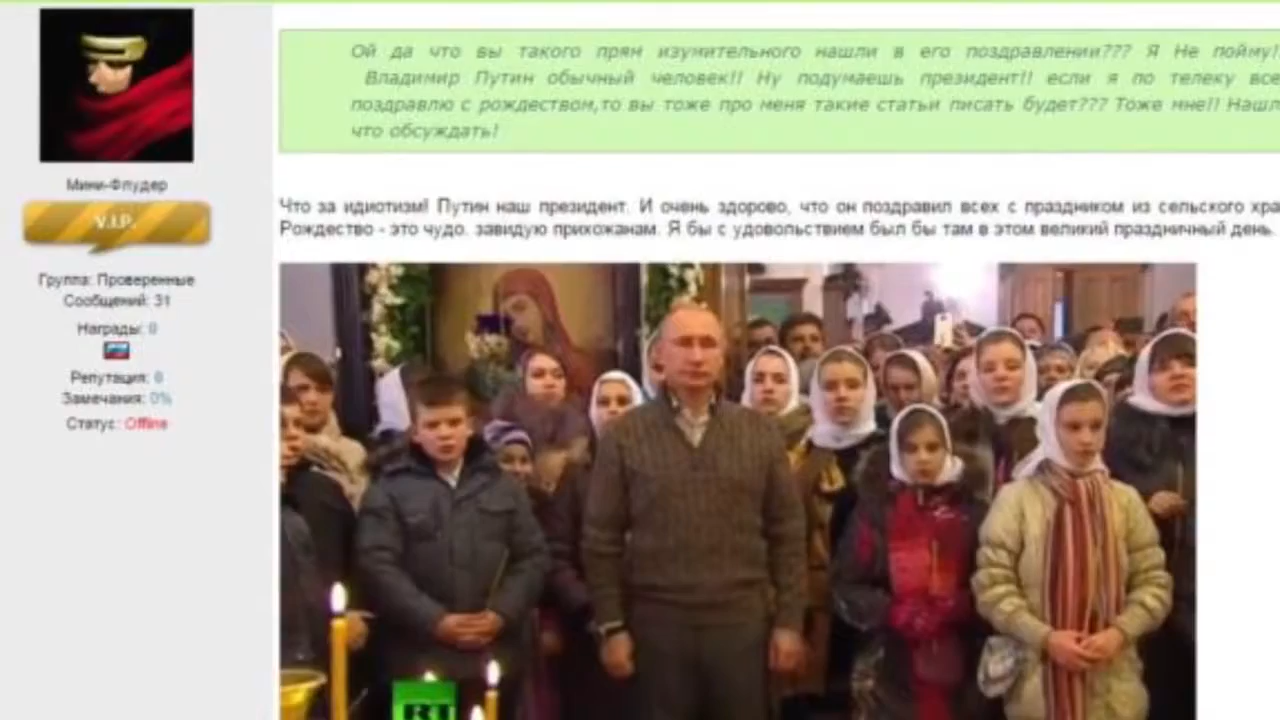 Ой да что вы такого прям изумительного нашли в его поздравлении??? Я Не пойму!!
Владимир Путин обычный человек!! Ну подумаешь президент!! если я по телеку все
поздравлю с рождеством,то вы тоже про меня такие статьи писать будет??? Тоже мне!! Нашл
что обсуждать!
Мини-Флудер
V.I.P.
Группа: Проверенные
Сообщений: 31
Награды: 0
Репутация: 0
Замечания: 0%
Статус: Offline
Что за идиотизм! Путин наш президент. И очень здорово, что он поздравил всех с праздником из сельского хра
Рождество - это чудо. завидую прихожанам. Я бы с удовольствием был бы там в этом великий праздничный день.
RT